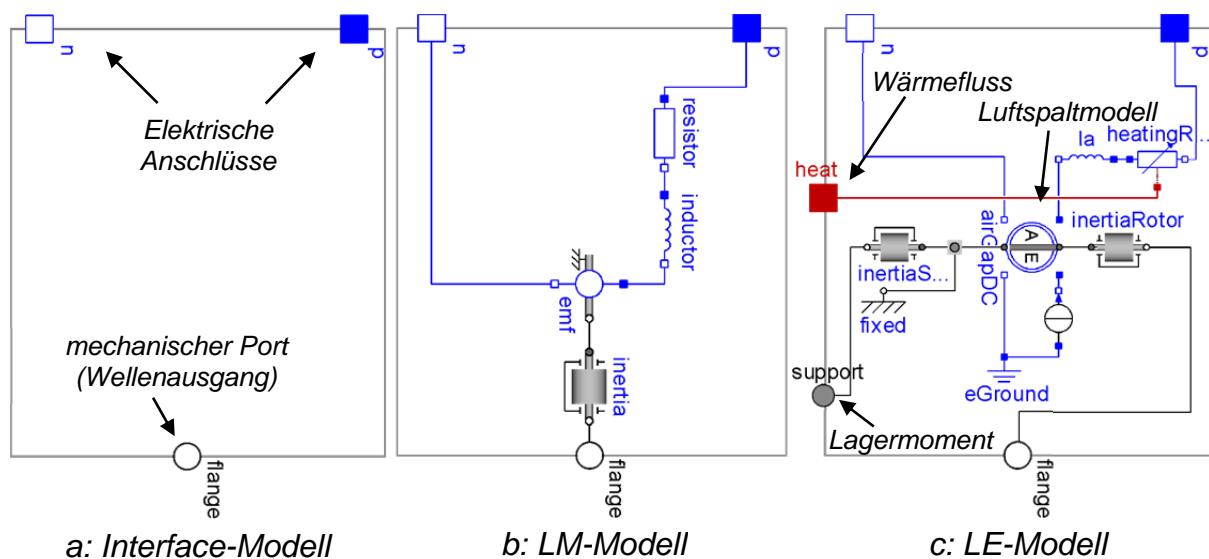 n
p
Elektrische
Anschlüsse
mechanischer Port
(Wellenausgang)
flange
a: Interface-Modell
n
p
resistor
inductor
emf
inertia
flange
b: LM-Modell
n
p
Wärmefluss
Luftspaltmodell
la
heatingR...
heat
airGapDC
A
E
inertiaRotor
inertiaS...
fixed
support
eGround
Lagermoment
flange
c: LE-Modell